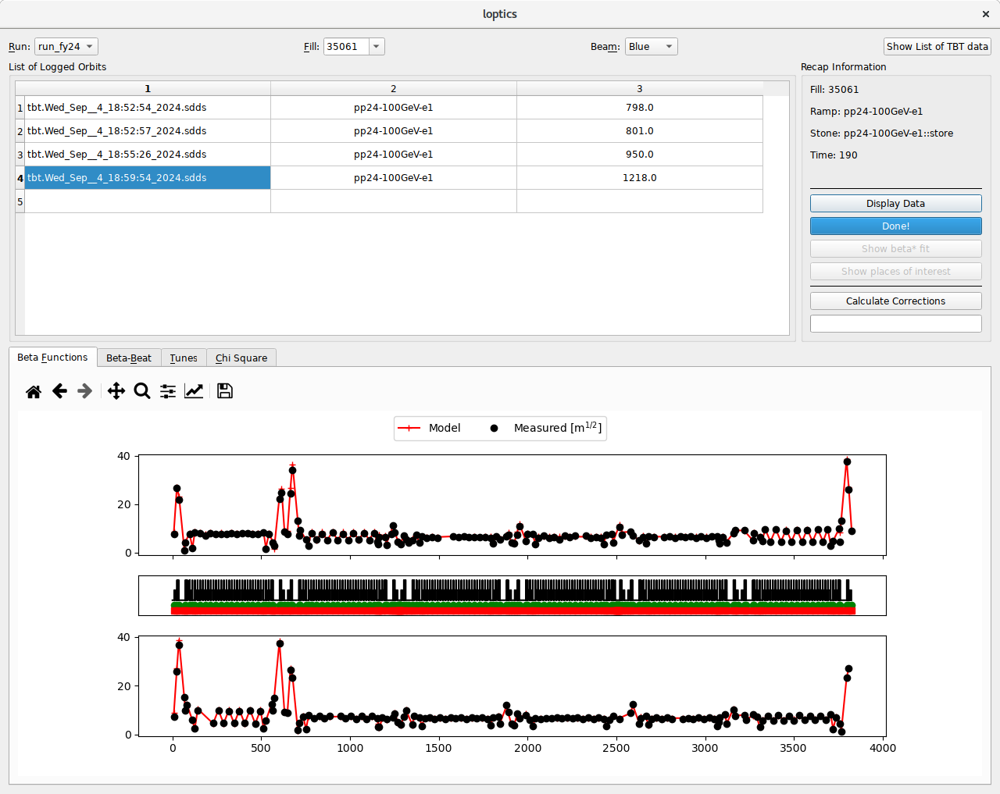 loptics
Run: run_fy24 Fill: 35061 Beam: Blue Show List of TBT data
List of Logged Orbits
Recap Information
1 2 3
1 tbt.Wed_Sep__4_18:52:54_2024.sdds pp24-100GeV-e1 798.0
2 tbt.Wed_Sep__4_18:52:57_2024.sdds pp24-100GeV-e1 801.0
3 tbt.Wed_Sep__4_18:55:26_2024.sdds pp24-100GeV-e1 950.0
4 tbt.Wed_Sep__4_18:59:54_2024.sdds pp24-100GeV-e1 1218.0
5
Fill: 35061
Ramp: pp24-100GeV-e1
Stone: pp24-100GeV-e1::store
Time: 190
Display Data
Done!
Show beta* fit
Show places of interest
Calculate Corrections
Beta Functions Beta-Beat Tunes Chi Square
Model Measured [m^1/2]
40
20
0
40
20
0
0 500 1000 1500 2000 2500 3000 3500 4000